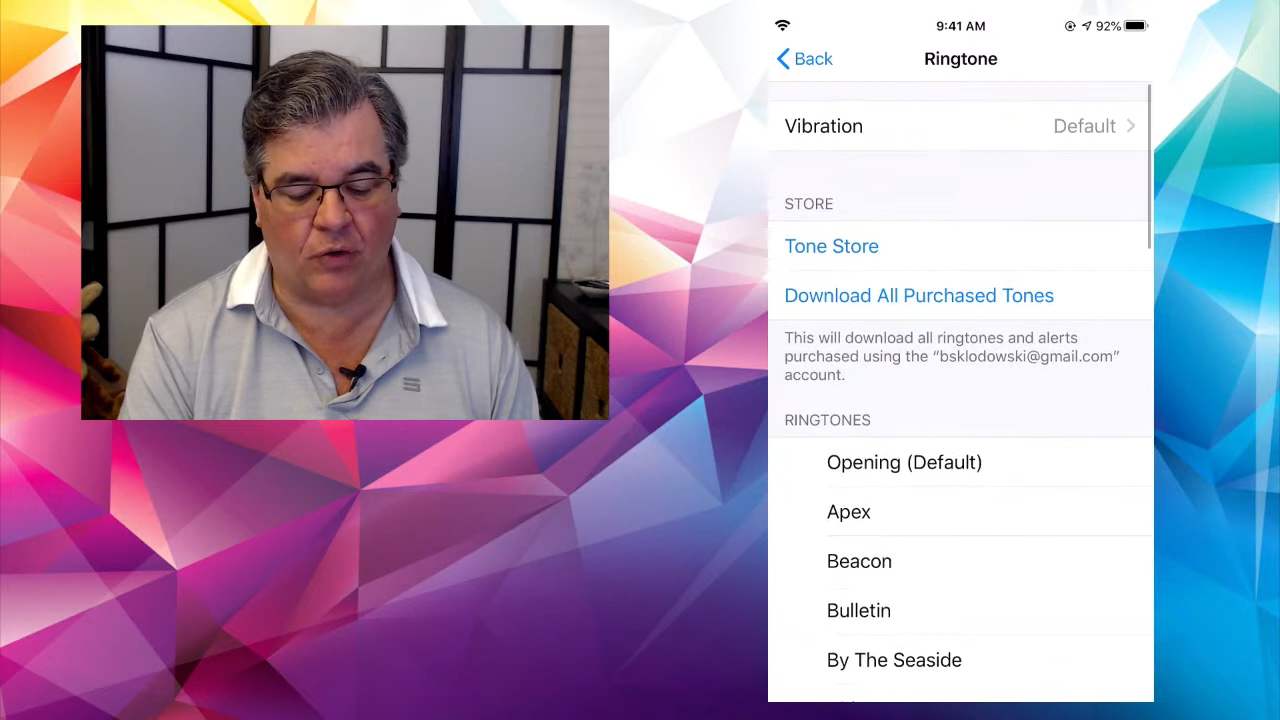 9:41 AM
92%
Back
Ringtone
Vibration
Default
STORE
Tone Store
Download All Purchased Tones
This will download all ringtones and alerts
purchased using the “bsklodowski@gmail.com”
account.
RINGTONES
Opening (Default)
Apex
Beacon
Bulletin
By The Seaside